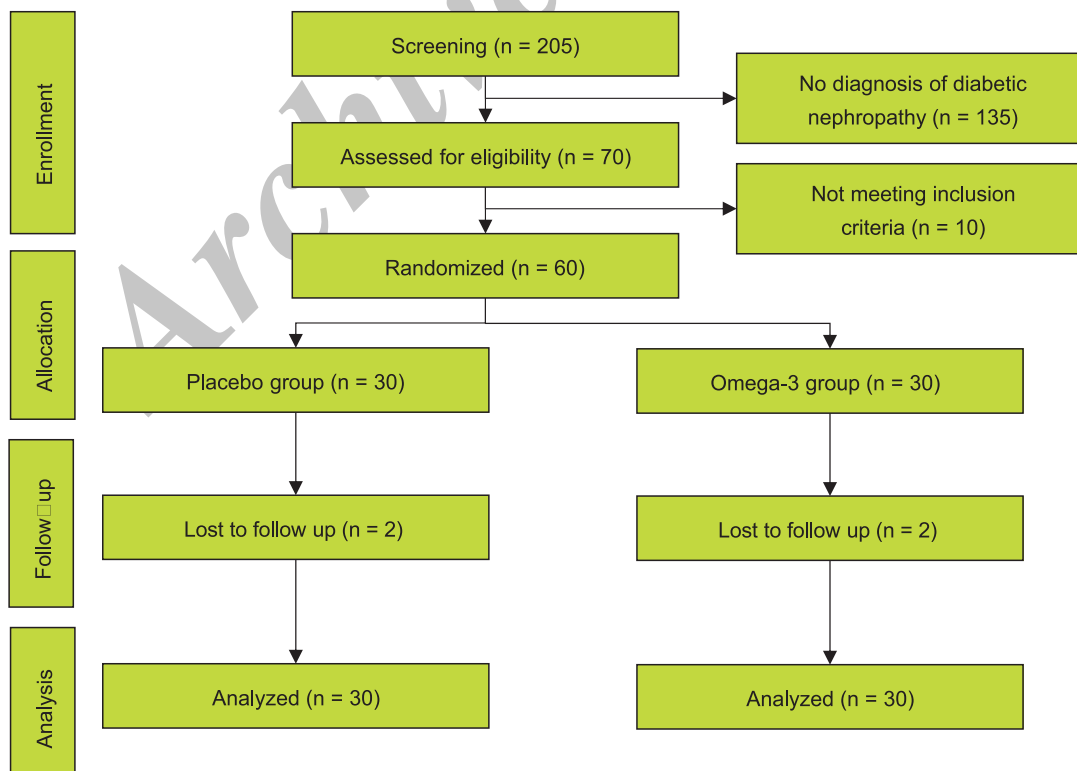 Enrollment
Screening (n = 205)
No diagnosis of diabetic
nephropathy (n = 135)
Assessed for eligibility (n = 70)
Not meeting inclusion
criteria (n = 10)
Randomized (n = 60)
Allocation
Placebo group (n = 30)
Omega-3 group (n = 30)
Follow□up
Lost to follow up (n = 2)
Lost to follow up (n = 2)
Analysis
Analyzed (n = 30)
Analyzed (n = 30)